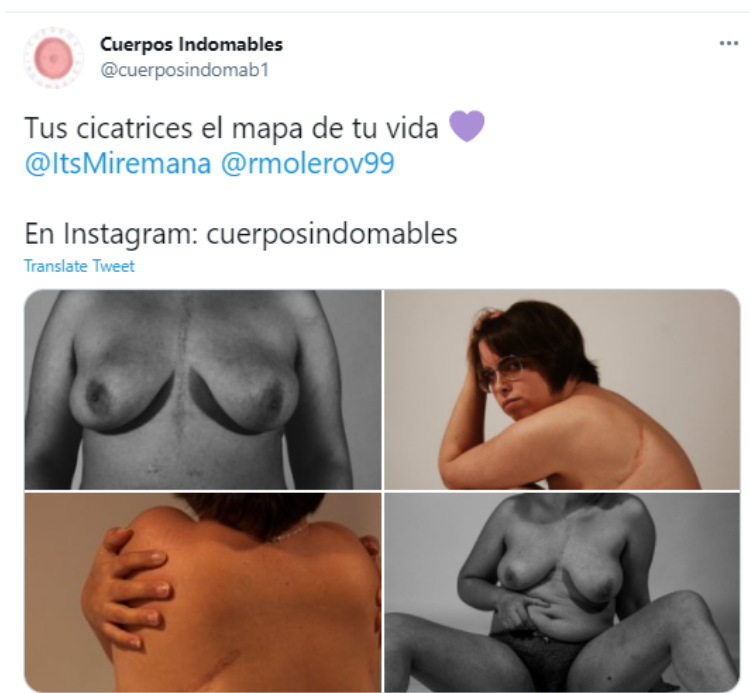 Cuerpos Indomables
@cuerposindomab1
Tus cicatrices el mapa de tu vida 💜
@ItsMiremana @rmolerov99
En Instagram: cuerposindomables
Translate Tweet